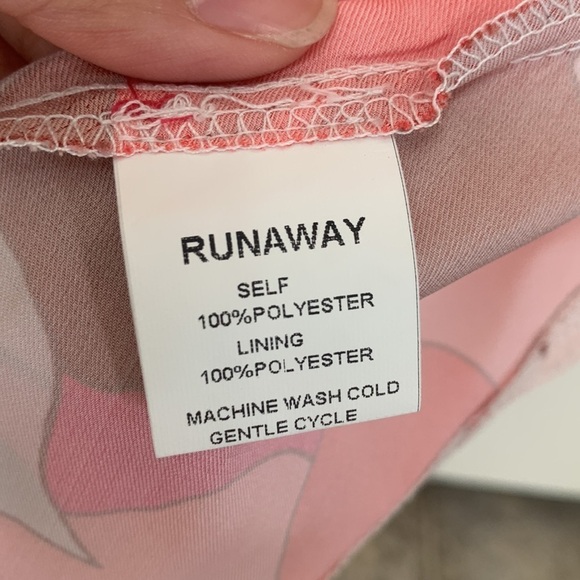 RUNAWAY
SELF
100%POLYESTER
LINING
100%POLYESTER
MACHINE WASH COLD
GENTLE CYCLE